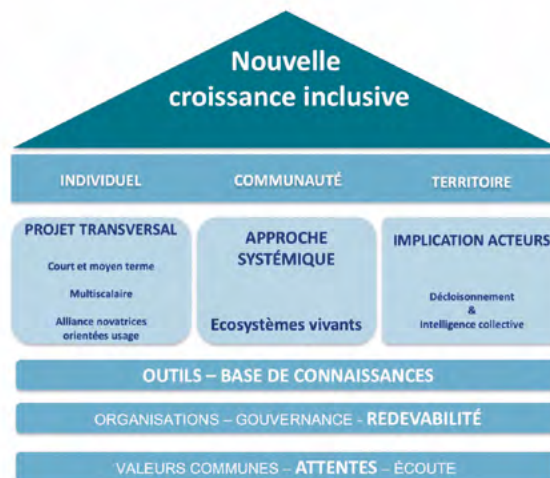 Nouvelle
croissance inclusive
INDIVIDUEL
COMMUNAUTÉ
TERRITOIRE
PROJET TRANSVERSAL
Court et moyen terme
Multiscalaire
Alliance novatrices
orientées usage
APPROCHE
SYSTÉMIQUE
Ecosystèmes vivants
IMPLICATION ACTEURS
Décloisonnement
&
Intelligence collective
OUTILS – BASE DE CONNAISSANCES
ORGANISATIONS – GOUVERNANCE - REDEVABILITÉ
VALEURS COMMUNES – ATTENTES – ÉCOUTE